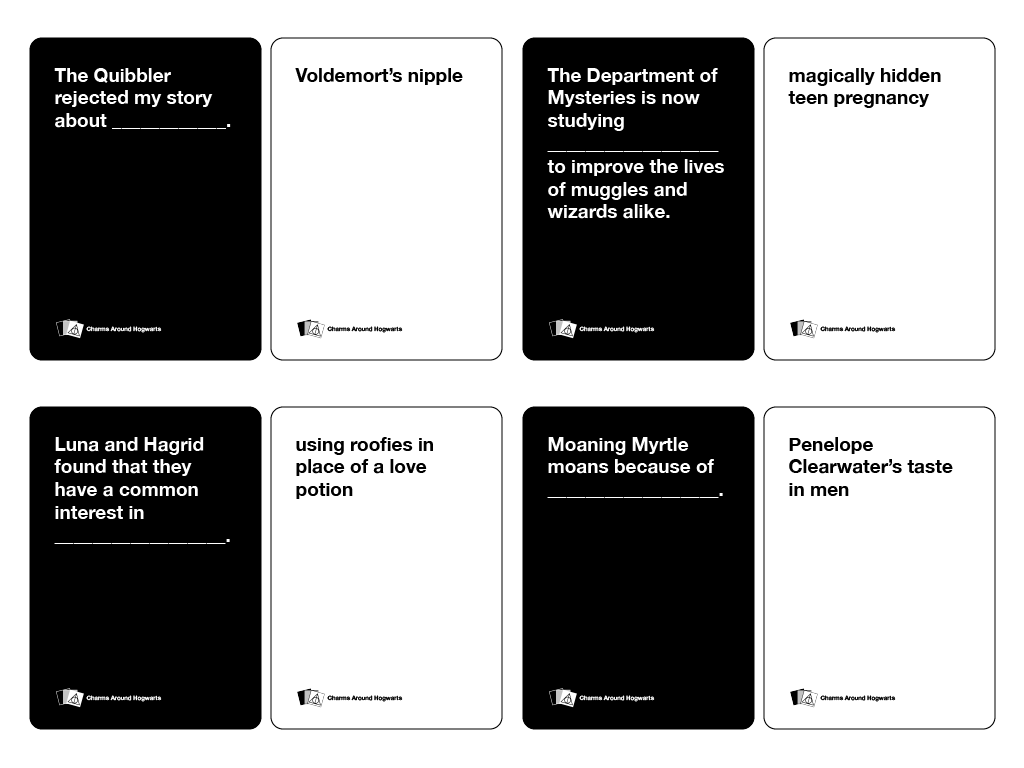 The Quibbler
rejected my story
about ____________.
Charms Around Hogwarts
Voldemort’s nipple
Charms Around Hogwarts
The Department of
Mysteries is now
studying
__________________
to improve the lives
of muggles and
wizards alike.
Charms Around Hogwarts
magically hidden
teen pregnancy
Charms Around Hogwarts
Luna and Hagrid
found that they
have a common
interest in
__________________.
Charms Around Hogwarts
using roofies in
place of a love
potion
Charms Around Hogwarts
Moaning Myrtle
moans because of
__________________.
Charms Around Hogwarts
Penelope
Clearwater’s taste
in men
Charms Around Hogwarts